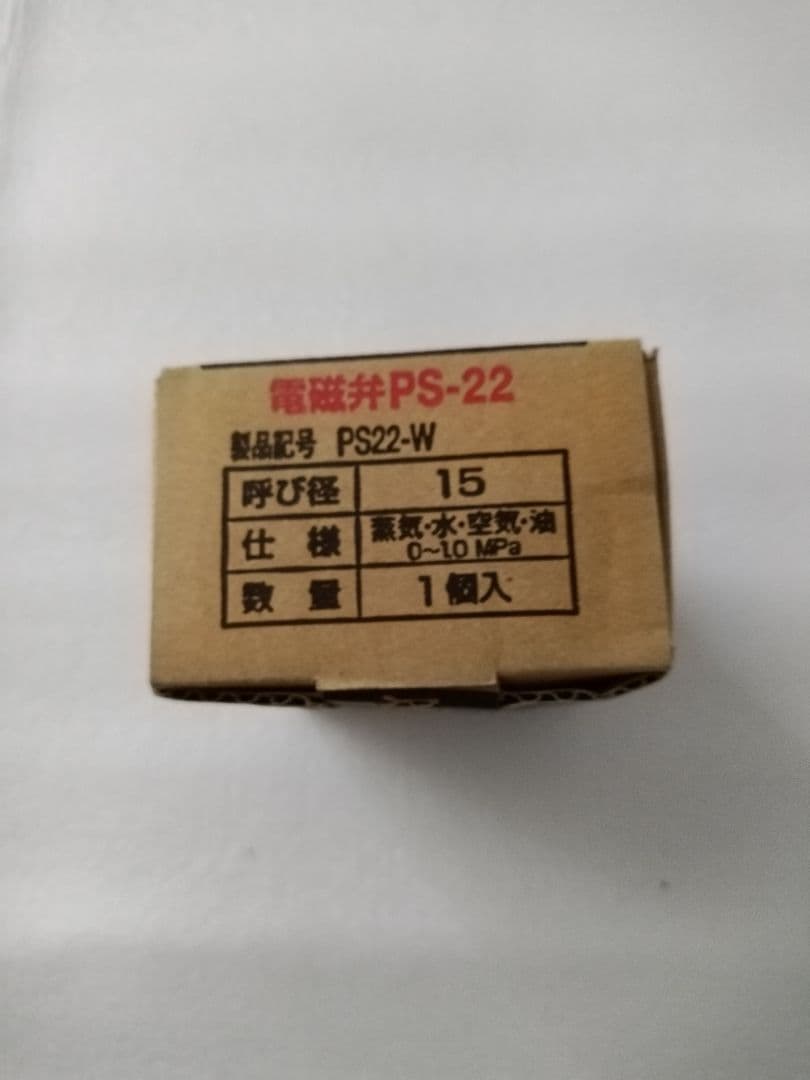 電磁弁PS-22
製品記号 PS22-W
呼び径 15
仕 様 蒸気・水・空気・油
0〜1.0 MPa
数 量 1個入